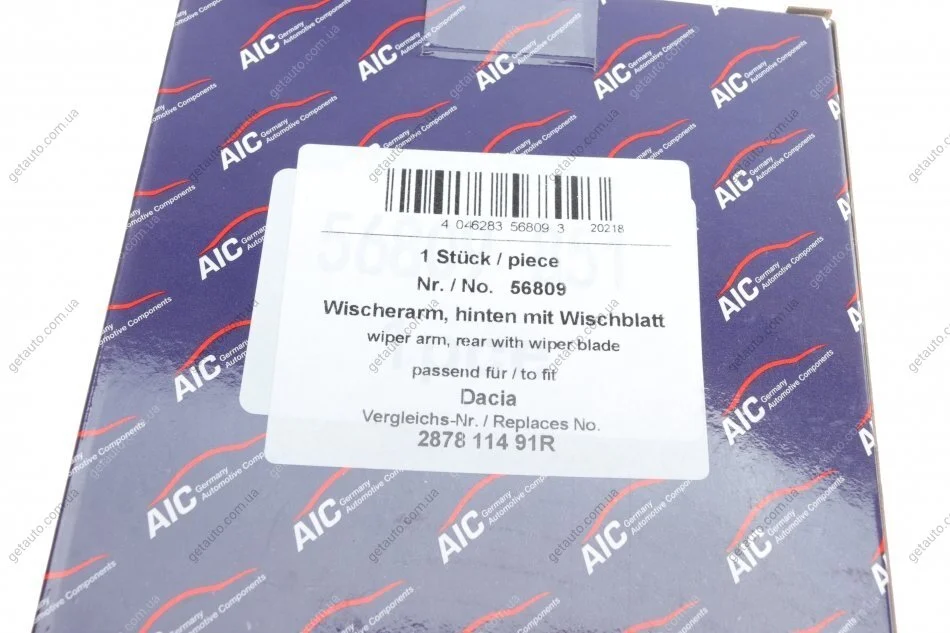 4 046283 56809 3 20218
1 Stück / piece
Nr. / No. 56809
Wischerarm, hinten mit Wischblatt
wiper arm, rear with wiper blade
passend für / to fit
Dacia
Vergleichs-Nr. / Replaces No.
2878 114 91R
AIC Germany
Automotive Components
getauto.com.ua